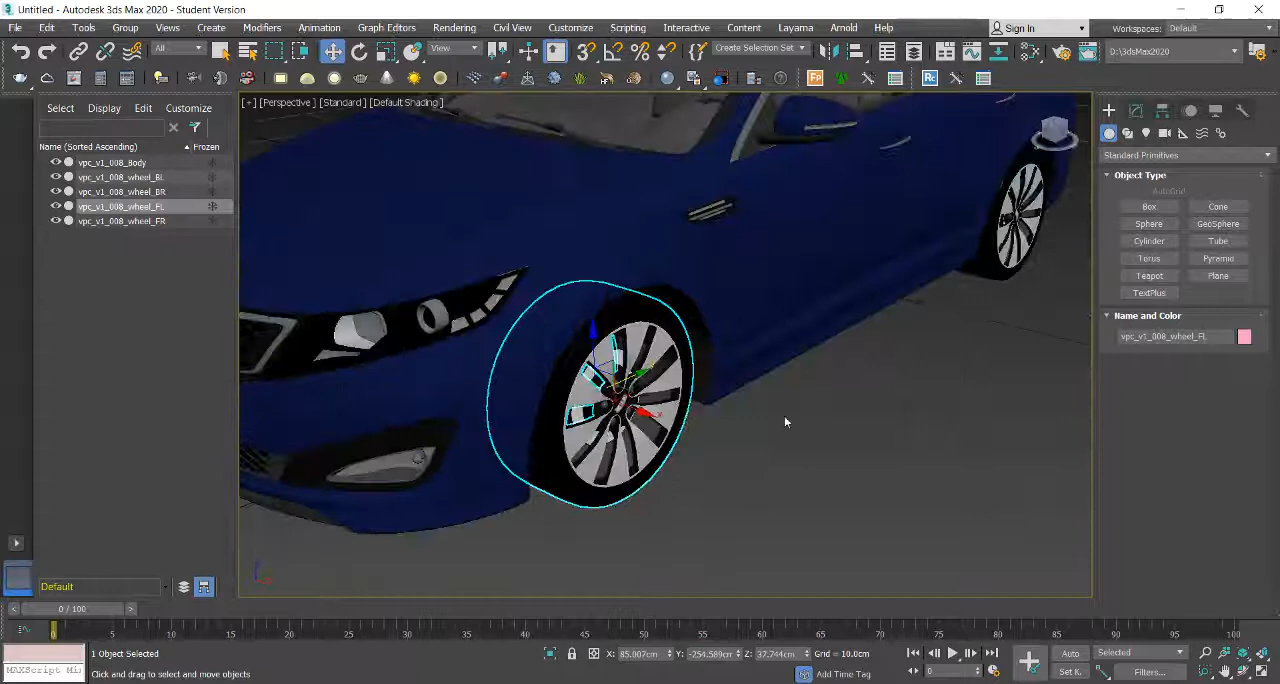 Untitled - Autodesk 3ds Max 2020 - Student Version
File Edit Tools Group Views Create Modifiers Animation Graph Editors Rendering Civil View Customize Scripting Interactive Content Layama Arnold Help Sign In Workspaces: Default
All View Create Selection Set D:\3dsMax2020
Fp Rc
Select Display Edit Customize
Name (Sorted Ascending) Frozen
vpc_v1_008_Body
vpc_v1_008_wheel_BL
vpc_v1_008_wheel_BR
vpc_v1_008_wheel_FL
vpc_v1_008_wheel_FR
[+] [Perspective] [Standard] [Default Shading]
x
Standard Primitives
Object Type
AutoGrid
Box Cone
Sphere GeoSphere
Cylinder Tube
Torus Pyramid
Teapot Plane
TextPlus
Name and Color
vpc_v1_008_wheel_FL
Default
0 / 100
0 5 10 15 20 25 30 35 40 45 50 55 60 65 70 75 80 85 90 95 100
1 Object Selected X: 85.007cm Y: -254.589cm Z: 37.744cm Grid = 10.0cm Auto Selected
MAXScript Mi Click and drag to select and move objects Add Time Tag 0 Set K. Filters...